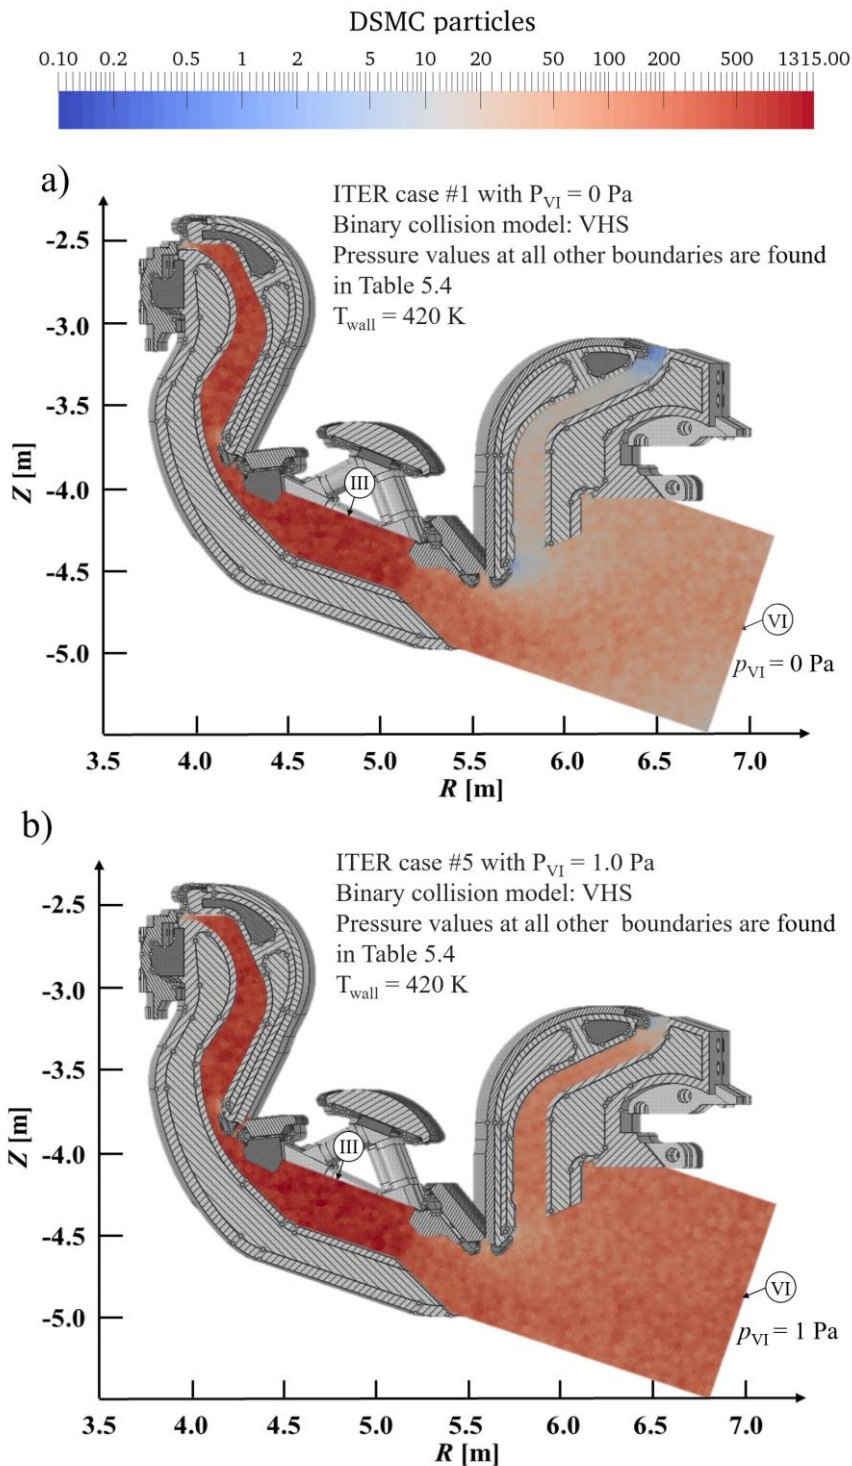 DSMC particles
0.10 0.2 0.5 1 2 5 10 20 50 100 200 500 1315.00
a)
ITER case #1 with P_VI = 0 Pa
Binary collision model: VHS
Pressure values at all other boundaries are found
in Table 5.4
T_wall = 420 K
-2.5
-3.0
-3.5
-4.0
-4.5
-5.0
Z [m]
III
VI
p_VI = 0 Pa
3.5 4.0 4.5 5.0 5.5 6.0 6.5 7.0
R [m]
b)
ITER case #5 with P_VI = 1.0 Pa
Binary collision model: VHS
Pressure values at all other boundaries are found
in Table 5.4
T_wall = 420 K
-2.5
-3.0
-3.5
-4.0
-4.5
-5.0
Z [m]
III
VI
p_VI = 1 Pa
3.5 4.0 4.5 5.0 5.5 6.0 6.5 7.0
R [m]